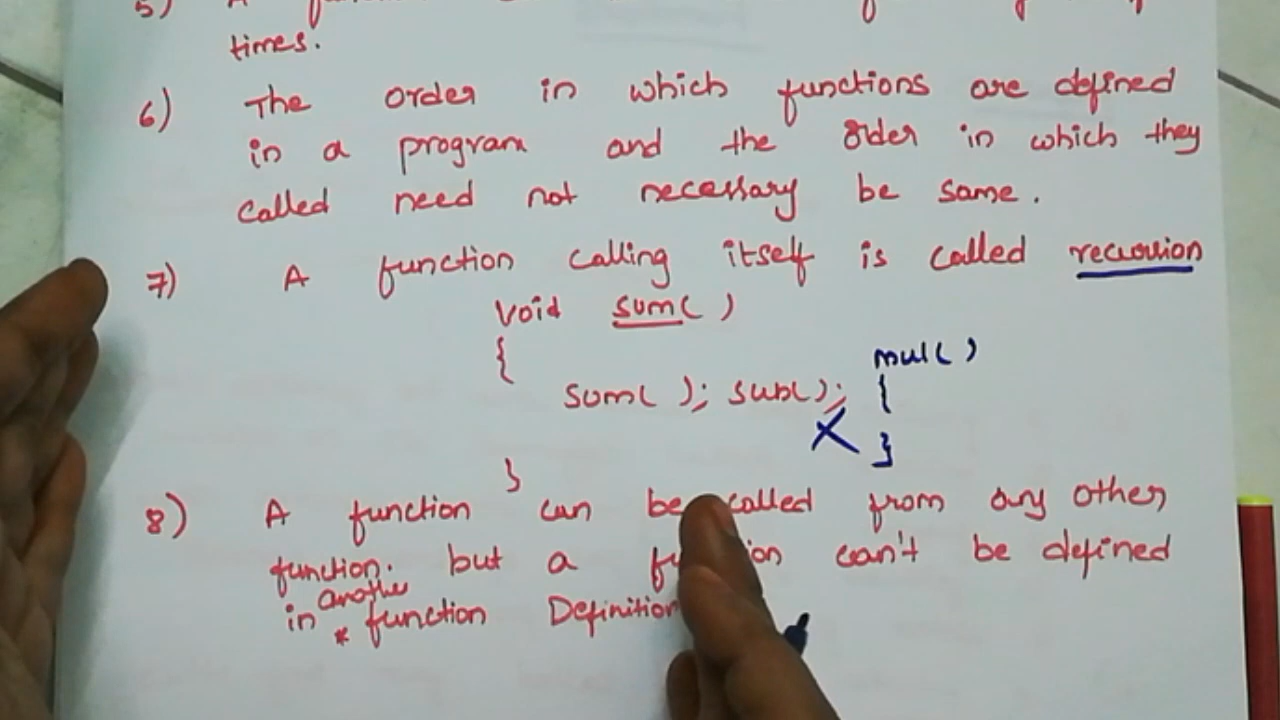 5) A
times.
6) The order in which functions are defined
in a program and the order in which they
called need not necessary be same.
7) A function calling itself is called recursion
void sum( )
{
mul( )
sum( ); sub( ); {
X }
}
8) A function can be called from any other
function. but a can't be defined
another
in * function Definition